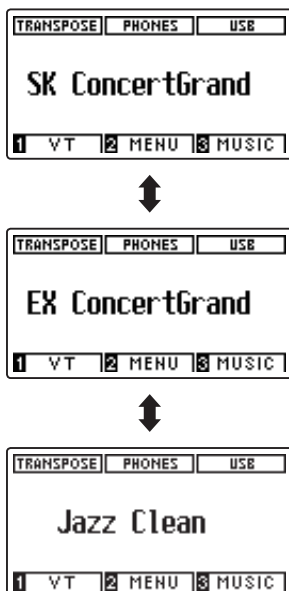 TRANSPOSE PHONES USB
SK ConcertGrand
1 VT 2 MENU 3 MUSIC
TRANSPOSE PHONES USB
EX ConcertGrand
1 VT 2 MENU 3 MUSIC
TRANSPOSE PHONES USB
Jazz Clean
1 VT 2 MENU 3 MUSIC